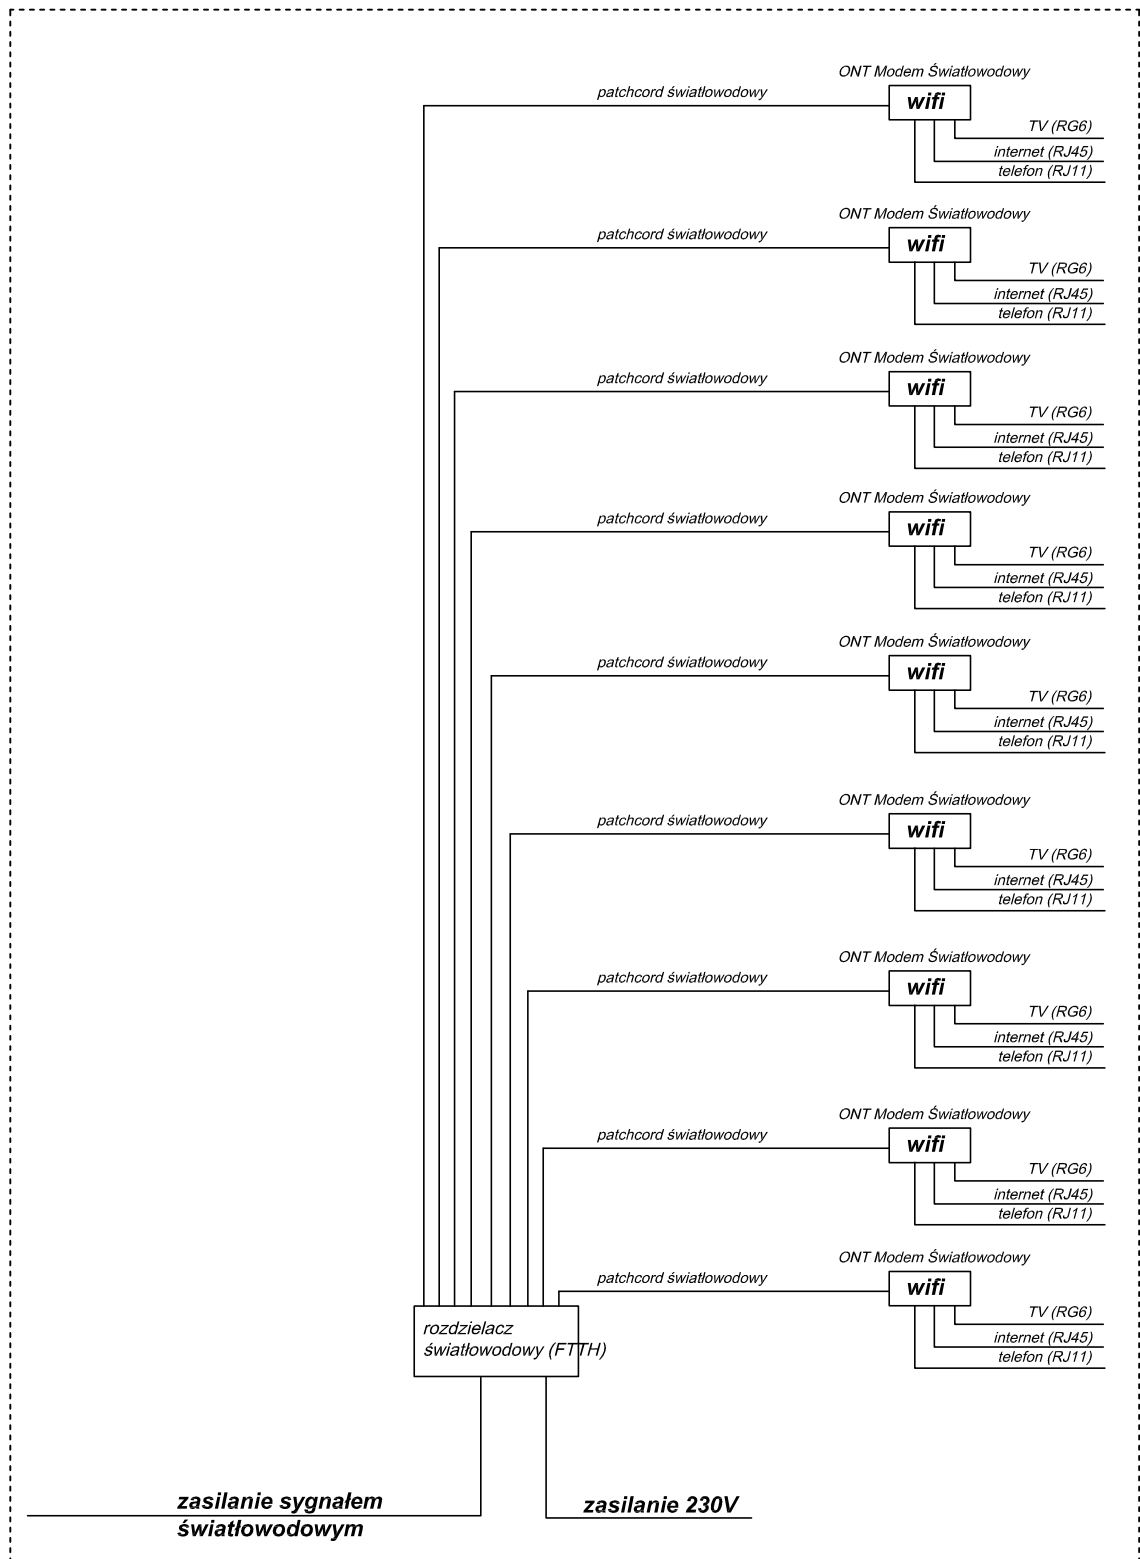 ONT Modem Światłowodowy
patchcord światłowodowy
wifi
TV (RG6)
internet (RJ45)
telefon (RJ11)
ONT Modem Światłowodowy
patchcord światłowodowy
wifi
TV (RG6)
internet (RJ45)
telefon (RJ11)
ONT Modem Światłowodowy
patchcord światłowodowy
wifi
TV (RG6)
internet (RJ45)
telefon (RJ11)
ONT Modem Światłowodowy
patchcord światłowodowy
wifi
TV (RG6)
internet (RJ45)
telefon (RJ11)
ONT Modem Światłowodowy
patchcord światłowodowy
wifi
TV (RG6)
internet (RJ45)
telefon (RJ11)
ONT Modem Światłowodowy
patchcord światłowodowy
wifi
TV (RG6)
internet (RJ45)
telefon (RJ11)
ONT Modem Światłowodowy
patchcord światłowodowy
wifi
TV (RG6)
internet (RJ45)
telefon (RJ11)
ONT Modem Światłowodowy
patchcord światłowodowy
wifi
TV (RG6)
internet (RJ45)
telefon (RJ11)
ONT Modem Światłowodowy
patchcord światłowodowy
wifi
TV (RG6)
internet (RJ45)
telefon (RJ11)
rozdzielacz
światłowodowy (FTTH)
zasilanie sygnałem
światłowodowym
zasilanie 230V